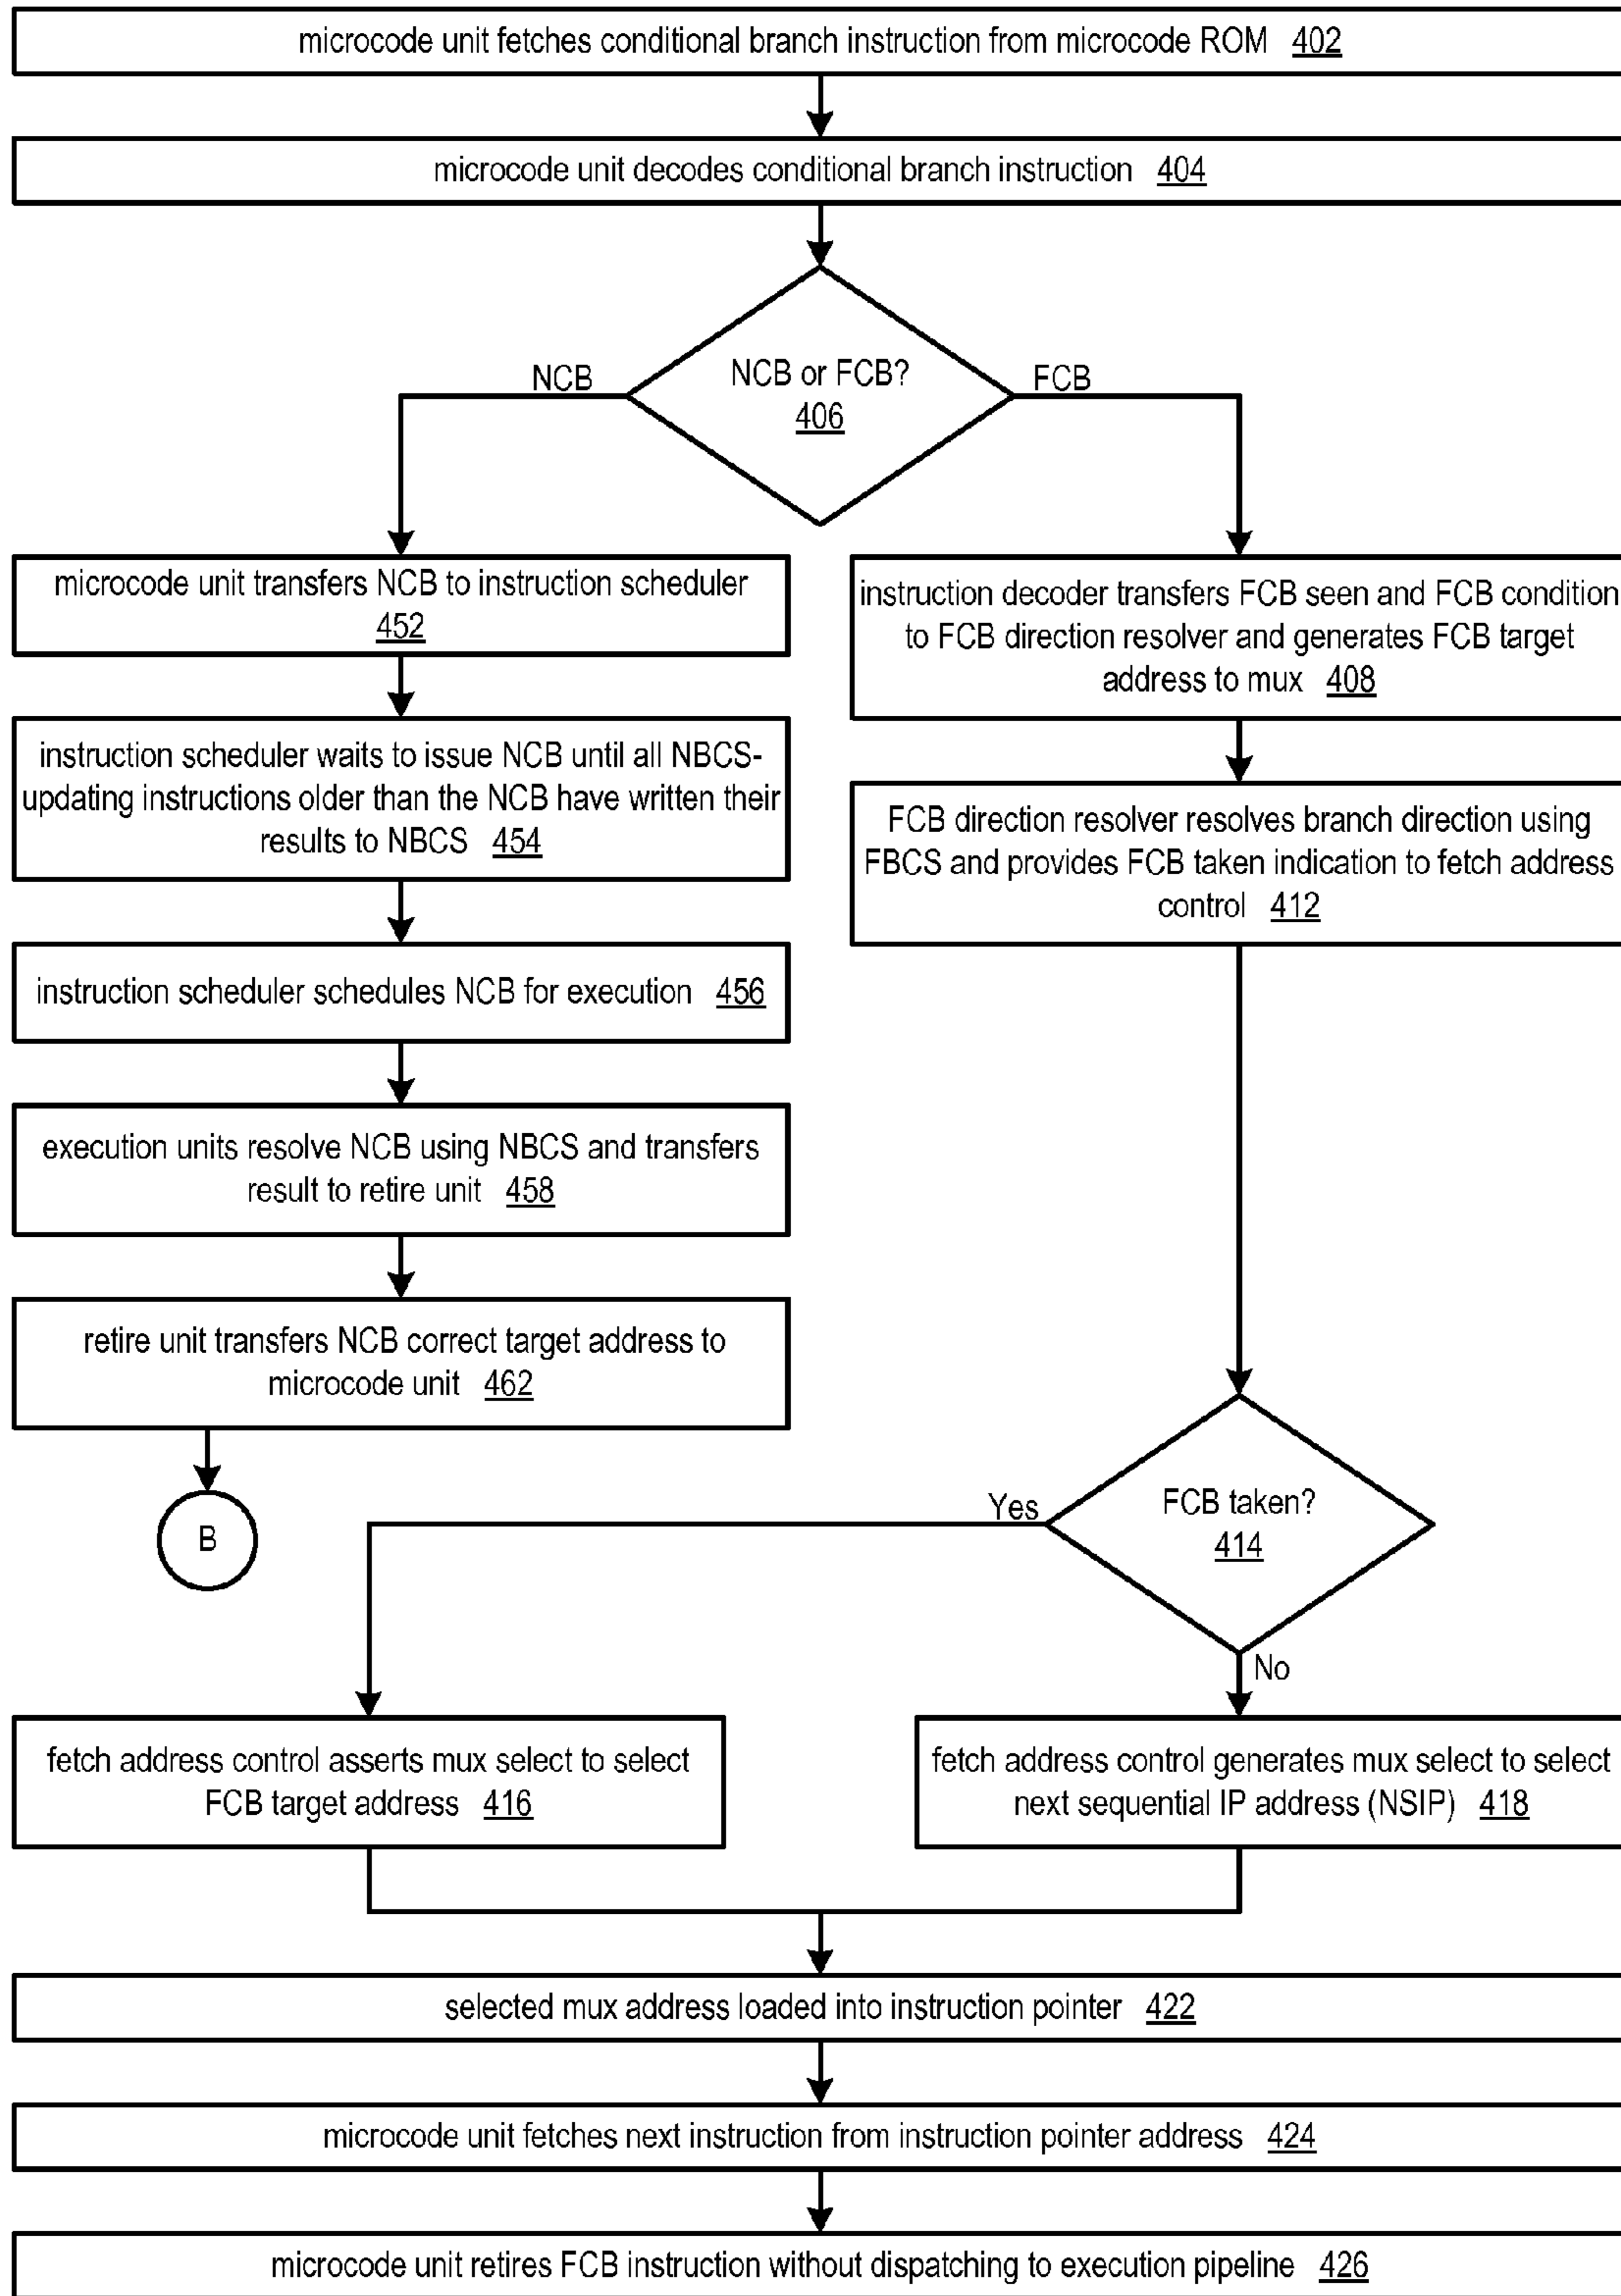 microcode unit fetches conditional branch instruction from microcode ROM 402
microcode unit decodes conditional branch instruction 404
NCB or FCB?
406
NCB
FCB
microcode unit transfers NCB to instruction scheduler
452
instruction scheduler waits to issue NCB until all NBCS-
updating instructions older than the NCB have written their
results to NBCS 454
instruction scheduler schedules NCB for execution 456
execution units resolve NCB using NBCS and transfers
result to retire unit 458
retire unit transfers NCB correct target address to
microcode unit 462
B
instruction decoder transfers FCB seen and FCB condition
to FCB direction resolver and generates FCB target
address to mux 408
FCB direction resolver resolves branch direction using
FBCS and provides FCB taken indication to fetch address
control 412
FCB taken?
414
Yes
No
fetch address control asserts mux select to select
FCB target address 416
fetch address control generates mux select to select
next sequential IP address (NSIP) 418
selected mux address loaded into instruction pointer 422
microcode unit fetches next instruction from instruction pointer address 424
microcode unit retires FCB instruction without dispatching to execution pipeline 426